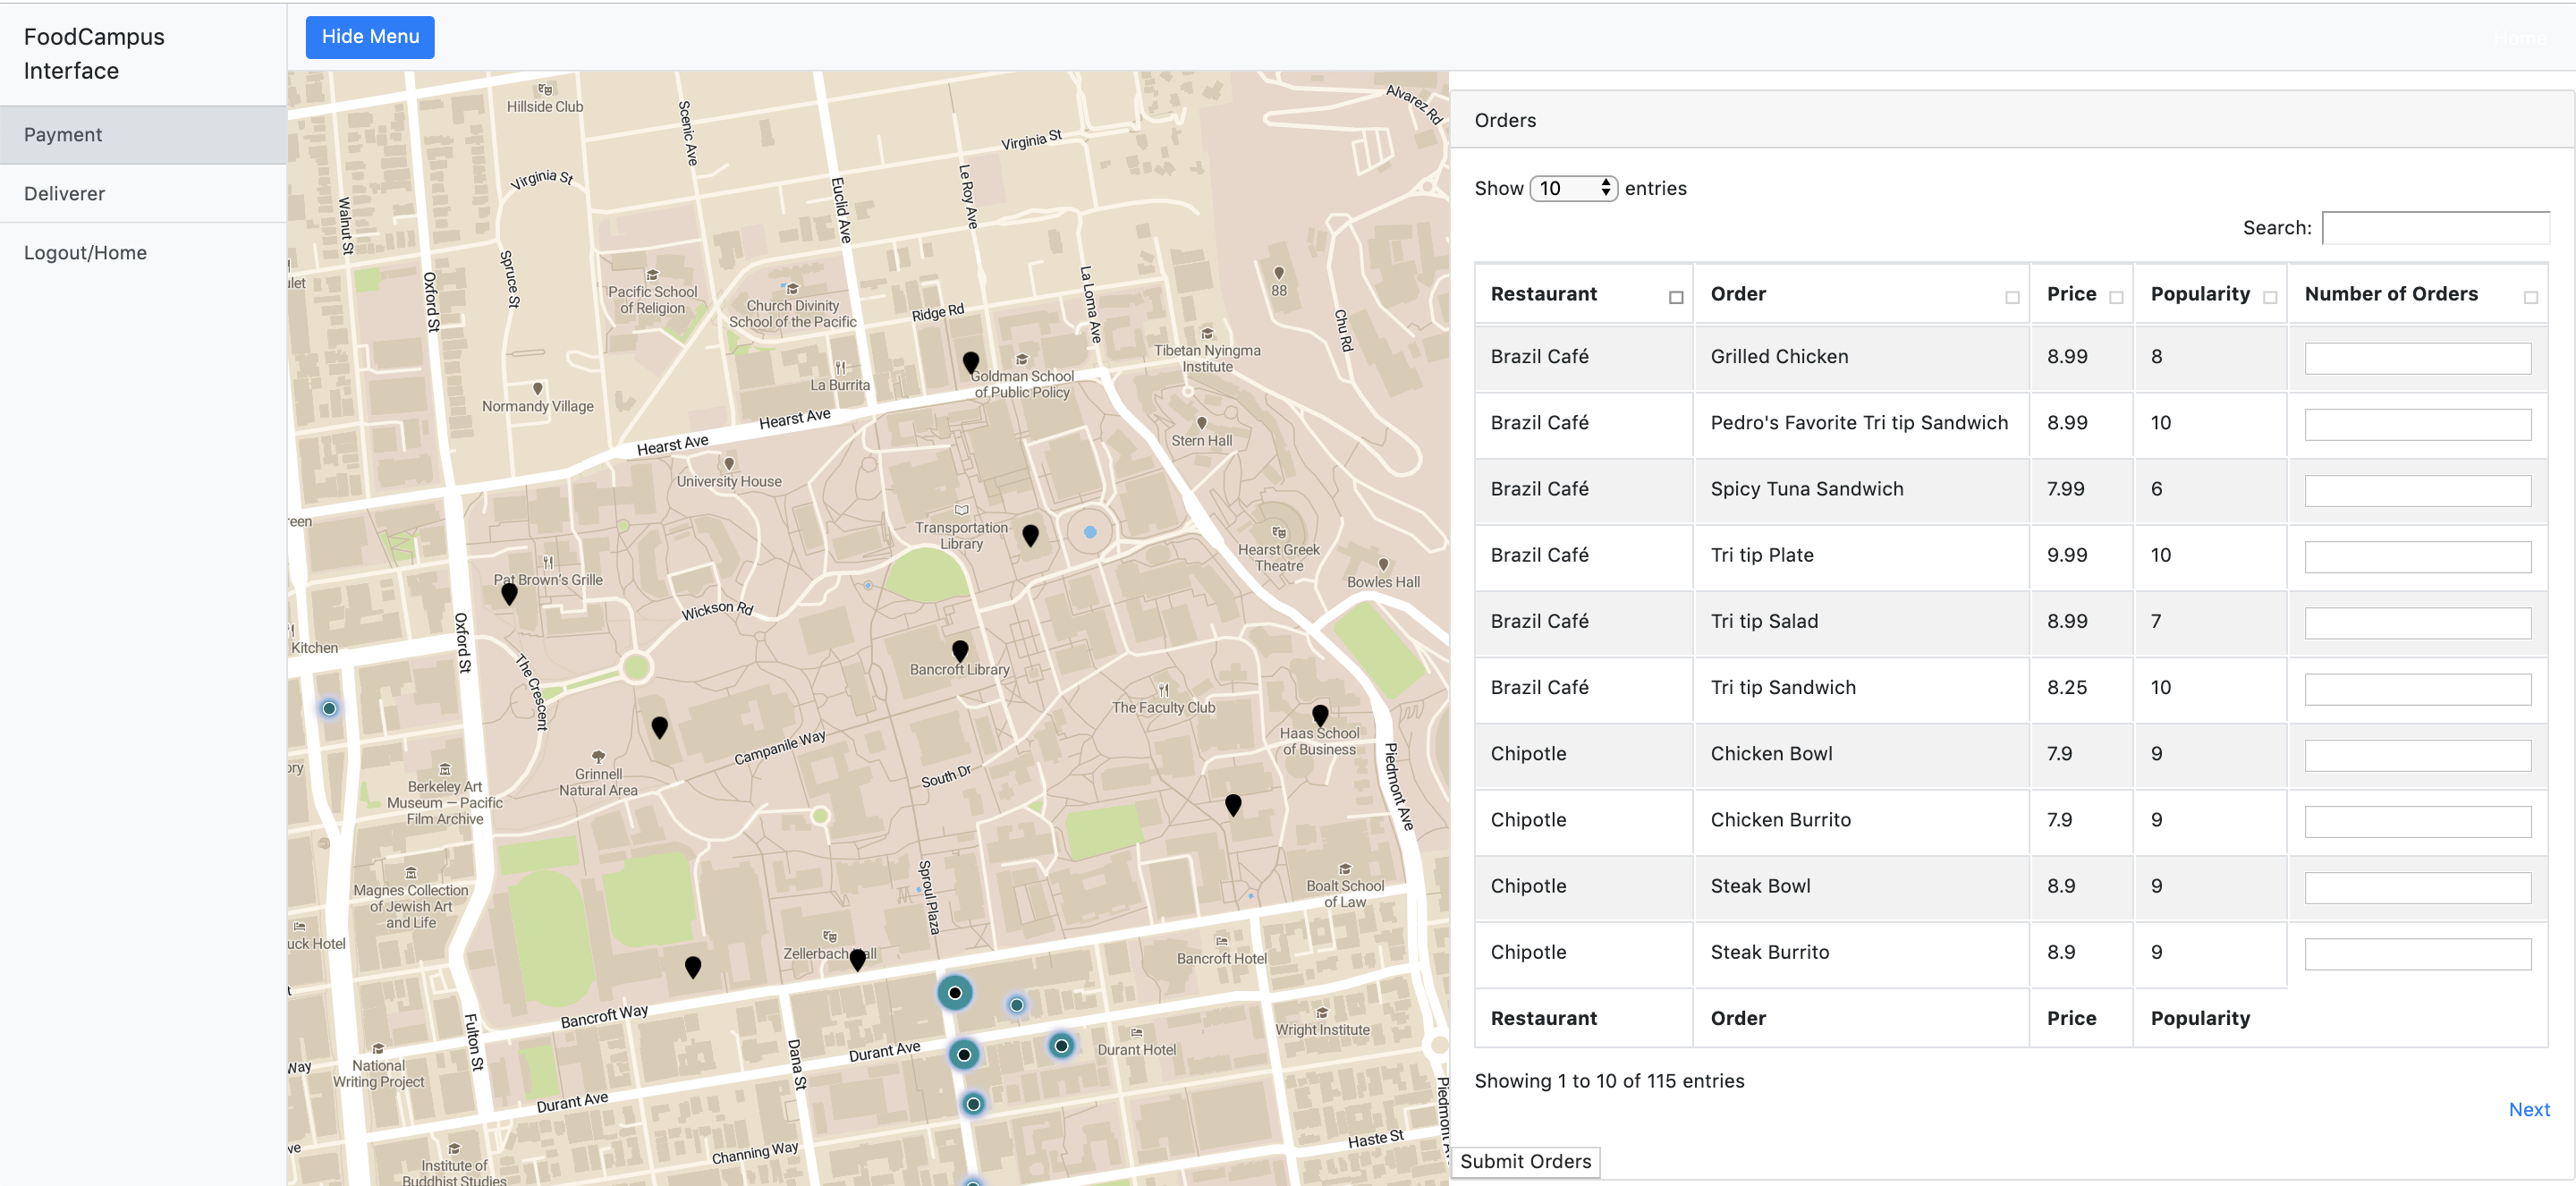 FoodCampus
Interface
Payment
Deliverer
Logout/Home
Hide Menu
Home
Hillside Club
Scenic Ave
Virginia St
Alvarez Rd
Virginia St
Le Roy Ave
Euclid Ave
Walnut St
Spruce St
Oxford St
Pacific School
of Religion
Church Divinity
School of the Pacific
Ridge Rd
La Loma Ave
88
Chu Rd
Tibetan Nyingma
Institute
La Burrita
Goldman School
of Public Policy
Normandy Village
Hearst Ave
Hearst Ave
Stern Hall
University House
Transportation
Library
Hearst Greek
Theatre
Bowles Hall
Pat Brown's Grille
Wickson Rd
Oxford St
Kitchen
The Crescent
Bancroft Library
The Faculty Club
Haas School
of Business
Campanile Way
South Dr
Piedmont Ave
Grinnell
Natural Area
Berkeley Art
Museum – Pacific
Film Archive
Magnes Collection
of Jewish Art
and Life
Sproul Plaza
Boalt School
of Law
uck Hotel
Zellerbach
Bancroft Hotel
Bancroft Way
Fulton St
Wright Institute
Dana St
Durant Ave
Durant Hotel
Way
National
Writing Project
Durant Ave
Channing Way
Haste St
Institute of
Buddhist Studies
Orders
Show 10 entries
Search:
Restaurant Order Price Popularity Number of Orders
Brazil Café Grilled Chicken 8.99 8
Brazil Café Pedro's Favorite Tri tip Sandwich 8.99 10
Brazil Café Spicy Tuna Sandwich 7.99 6
Brazil Café Tri tip Plate 9.99 10
Brazil Café Tri tip Salad 8.99 7
Brazil Café Tri tip Sandwich 8.25 10
Chipotle Chicken Bowl 7.9 9
Chipotle Chicken Burrito 7.9 9
Chipotle Steak Bowl 8.9 9
Chipotle Steak Burrito 8.9 9
Restaurant Order Price Popularity
Showing 1 to 10 of 115 entries
Next
Submit Orders